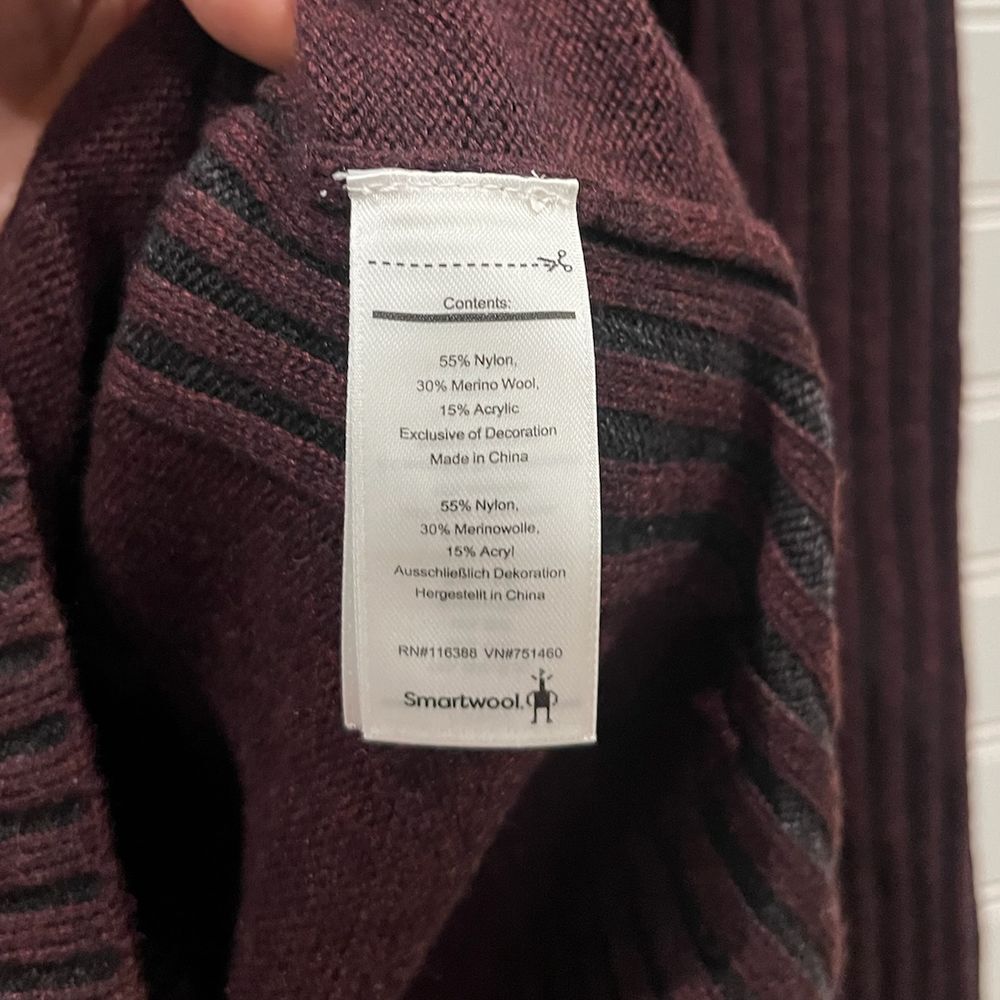 Contents:
55% Nylon,
30% Merino Wool,
15% Acrylic
Exclusive of Decoration
Made in China
55% Nylon,
30% Merinowolle,
15% Acryl
Ausschließlich Dekoration
Hergestellt in China
RN#116388 VN#751460
Smartwool.